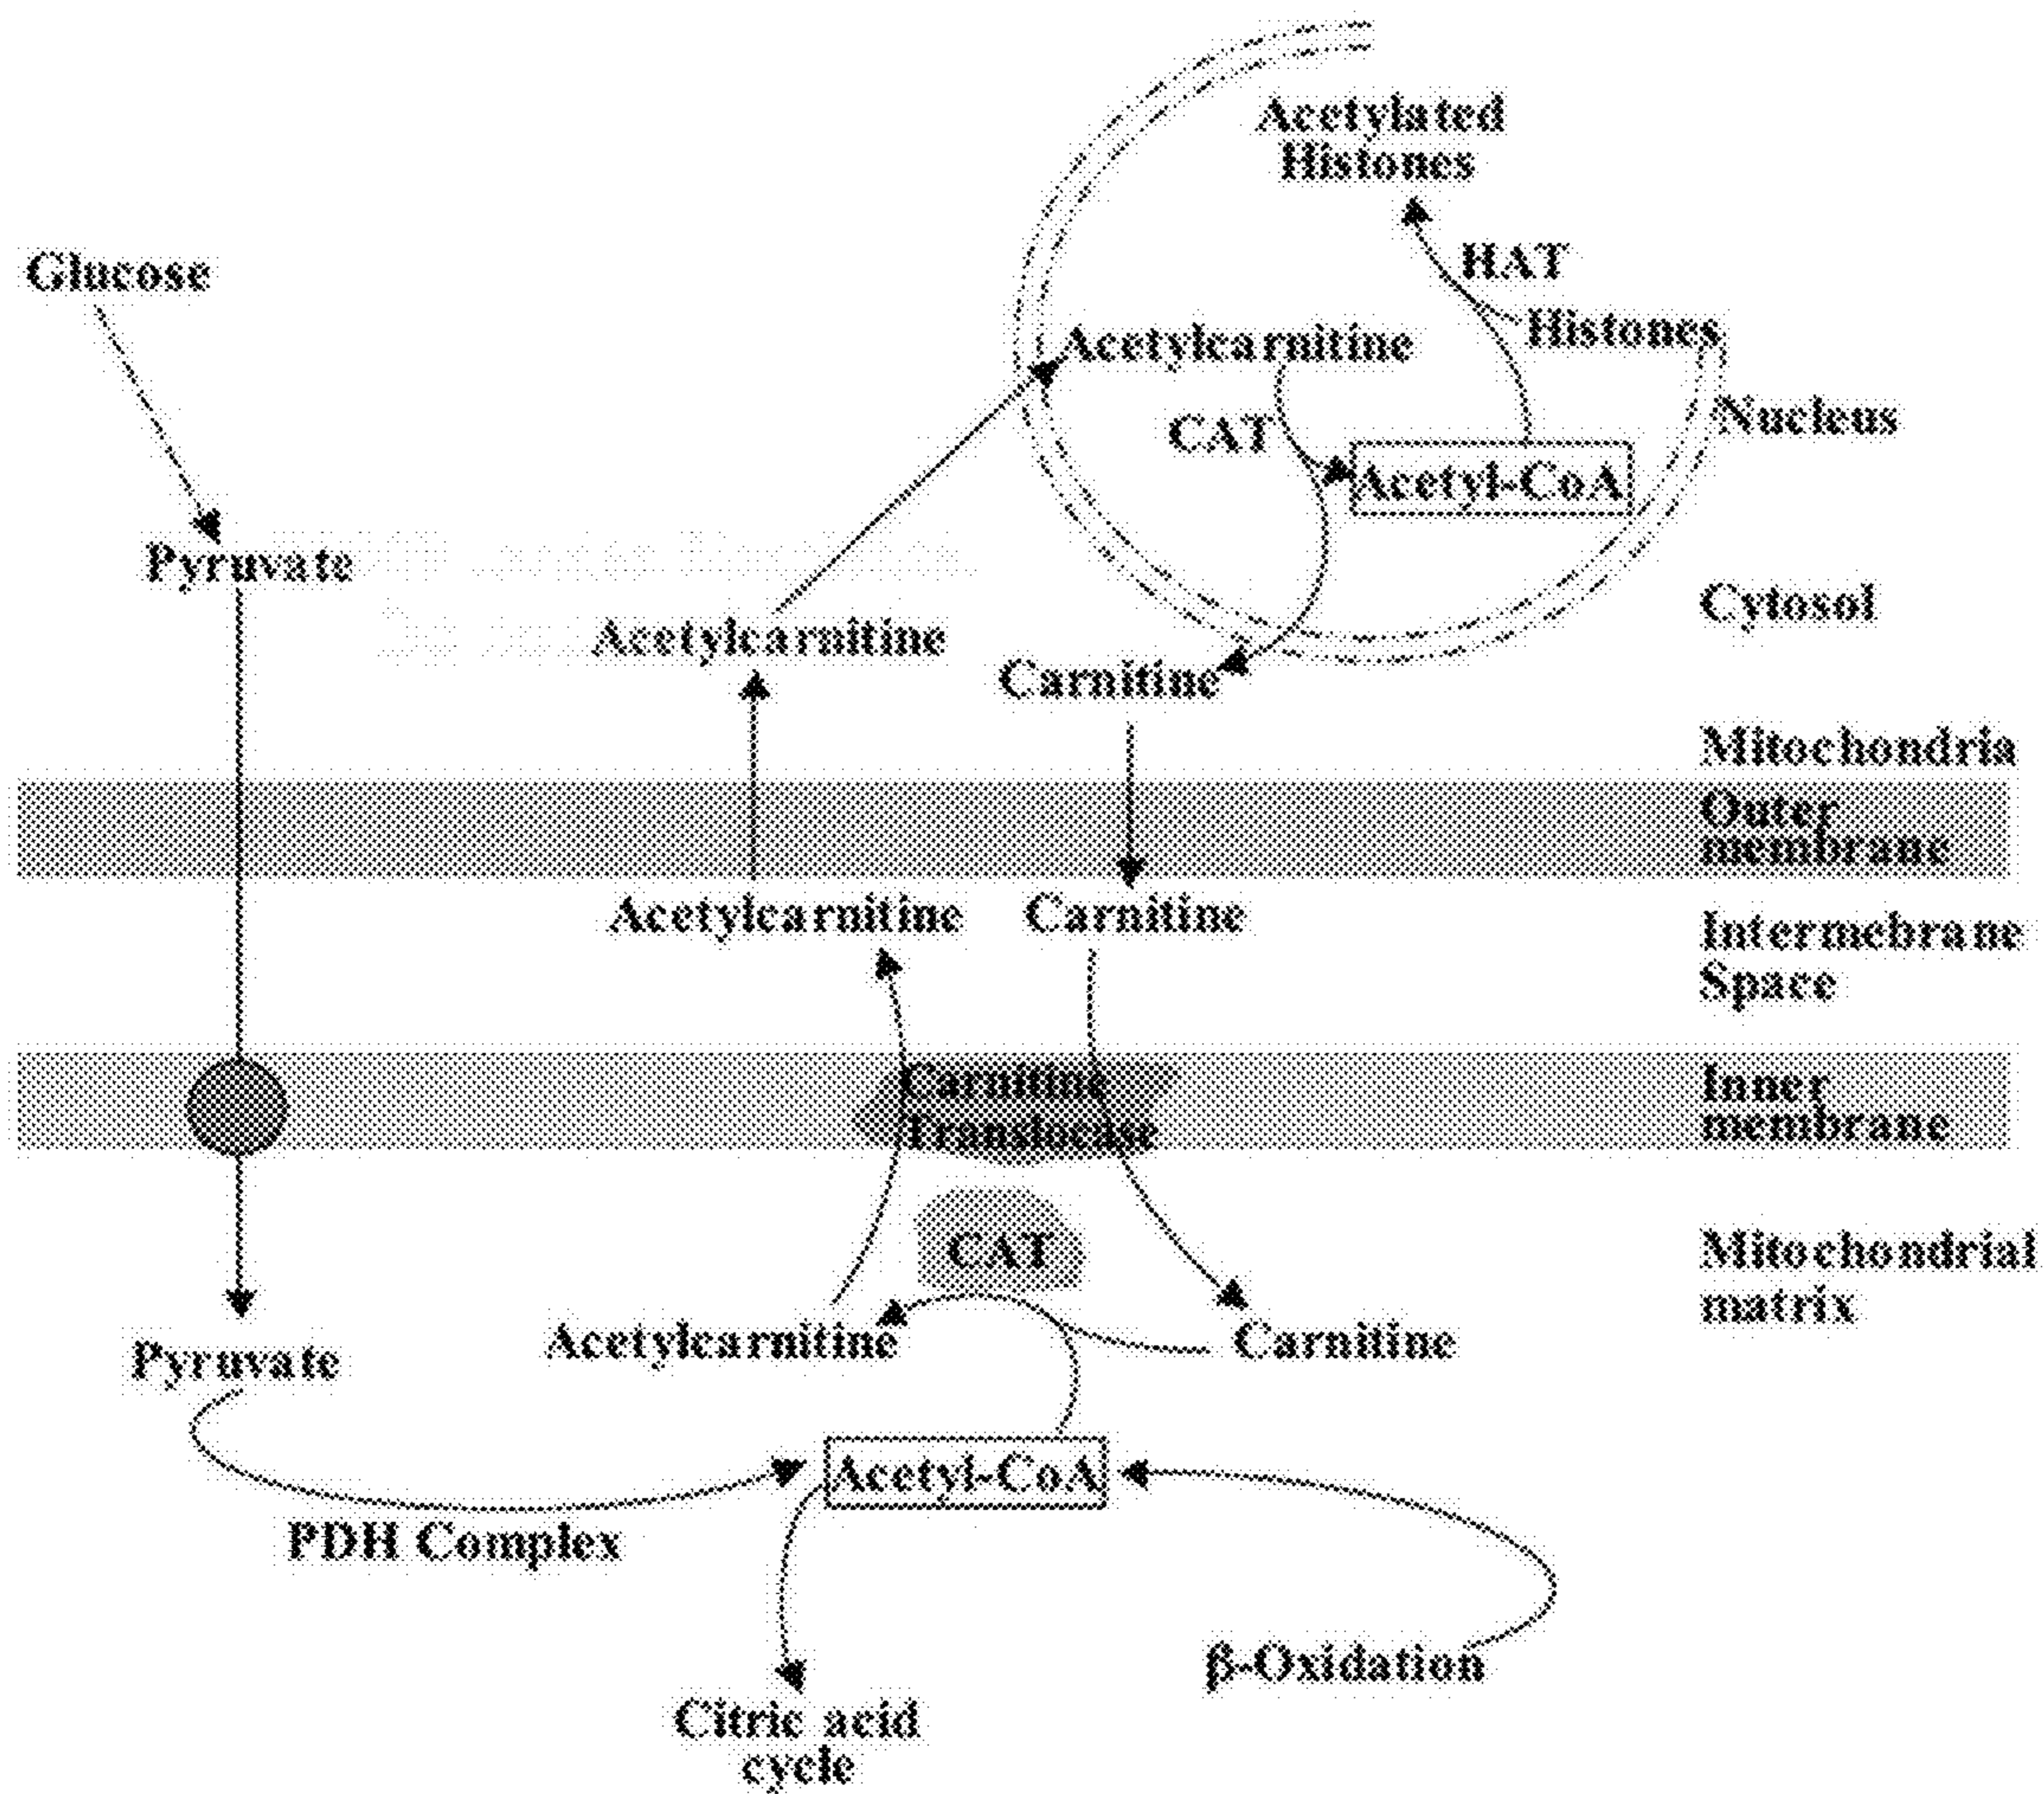 Acetylated
Histones
HAT
Glucose
Histones
Acetylcarnitine
Nucleus
CAT
Acetyl-CoA
Pyruvate
Cytosol
Acetylcarnitine
Carnitine
Mitochondria
Outer
membrane
Acetylcarnitine
Carnitine
Intermebrane
Space
Carnitine
Translocase
Inner
membrane
CAT
Mitochondrial
matrix
Acetylcarnitine
Carnitine
Pyruvate
Acetyl-CoA
PDH Complex
β-Oxidation
Citric acid
cycle